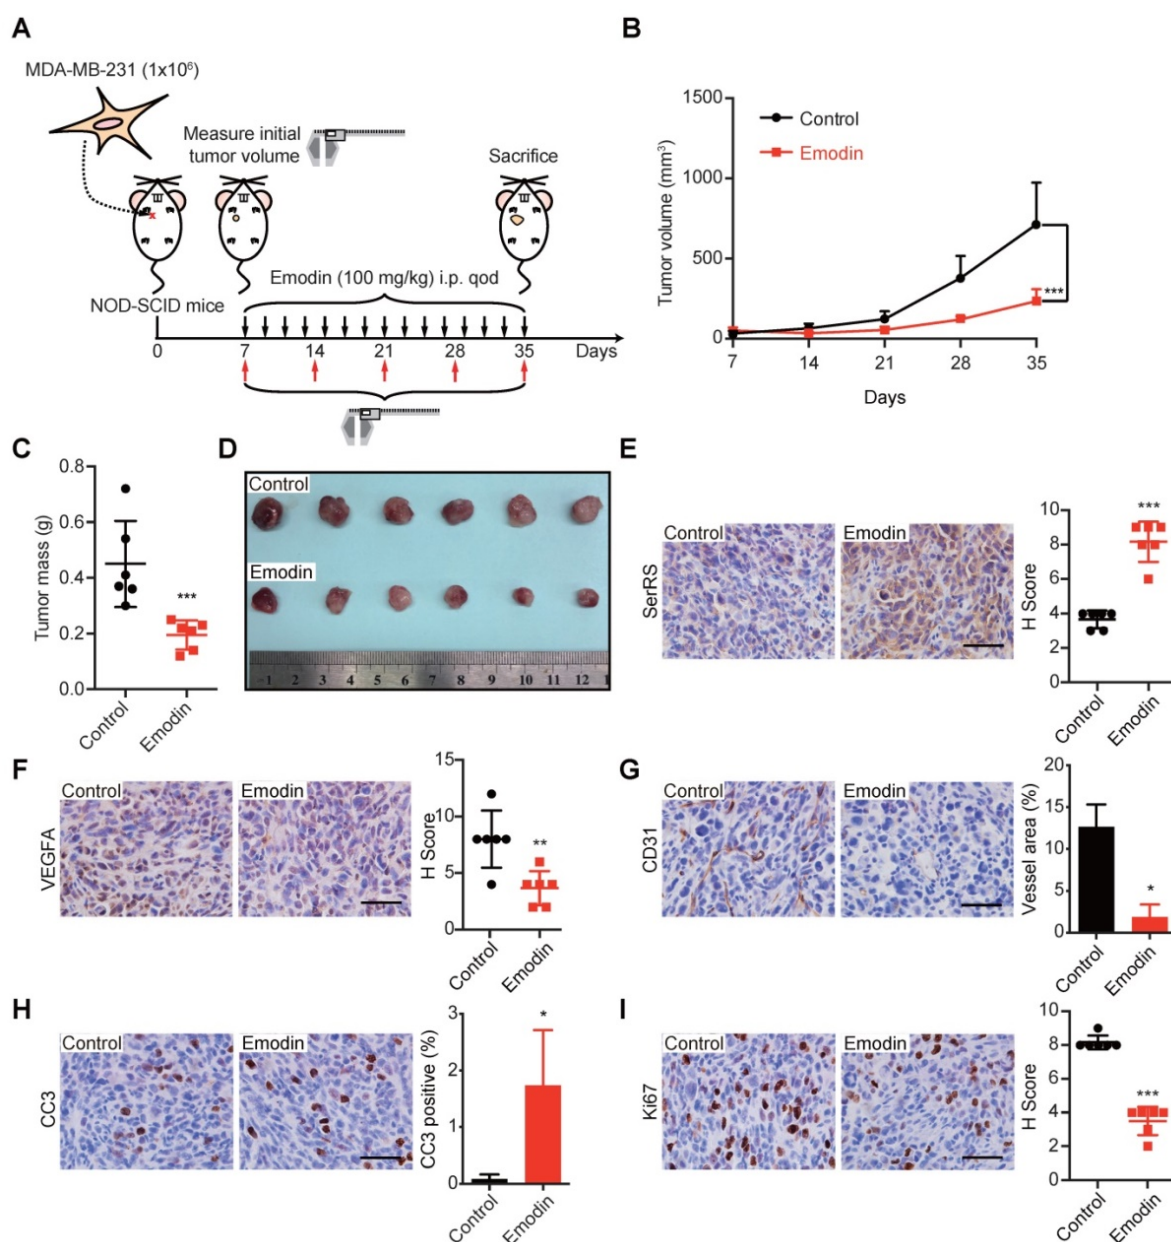 A
MDA-MB-231 (1x10⁶)
Measure initial
tumor volume
Sacrifice
Emodin (100 mg/kg) i.p. qod
NOD-SCID mice
0 7 14 21 28 35 Days
B
Tumor volume (mm³)
1500
1000
500
0
Control
Emodin
***
7 14 21 28 35
Days
C
Tumor mass (g)
0.8
0.6
0.4
0.2
0.0
***
Control
Emodin
D
Control
Emodin
1 2 3 4 5 6 7 8 9 10 11 12 1
E
SerRS
Control
Emodin
H Score
10
8
6
4
2
0
***
Control
Emodin
F
VEGFA
Control
Emodin
H Score
15
10
5
0
**
Control
Emodin
G
CD31
Control
Emodin
Vessel area (%)
20
15
10
5
0
*
Control
Emodin
H
CC3
Control
Emodin
CC3 positive (%)
3
2
1
0
*
Control
Emodin
I
Ki67
Control
Emodin
H Score
10
8
6
4
2
0
***
Control
Emodin